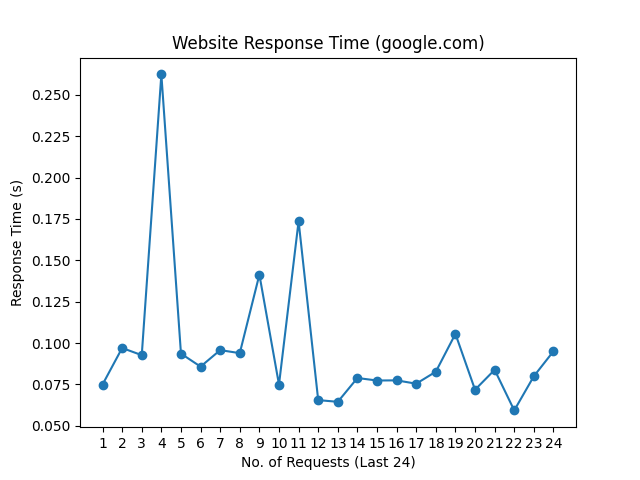 Website Response Time (google.com)
0.250
0.225
0.200
0.175
0.150
0.125
0.100
0.075
0.050
Response Time (s)
1 2 3 4 5 6 7 8 9 10 11 12 13 14 15 16 17 18 19 20 21 22 23 24
No. of Requests (Last 24)